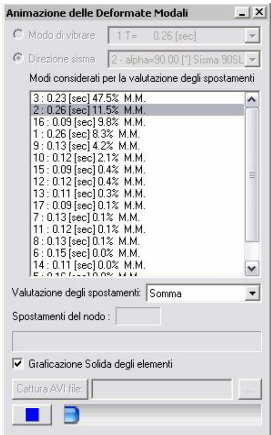 Animazione delle Deformate Modali
Modo di vibrare
1 T= 0.26 [sec]
Direzione sisma
2 - alpha=90.00 [°] Sisma 90SL
Modi considerati per la valutazione degli spostamenti
3 : 0.23 [sec] 47.5% M.M.
2 : 0.26 [sec] 11.5% M.M.
16 : 0.09 [sec] 9.8% M.M.
1 : 0.26 [sec] 8.3% M.M.
9 : 0.13 [sec] 4.2% M.M.
10 : 0.12 [sec] 2.1% M.M.
15 : 0.09 [sec] 0.4% M.M.
12 : 0.12 [sec] 0.4% M.M.
13 : 0.11 [sec] 0.3% M.M.
17 : 0.09 [sec] 0.1% M.M.
7 : 0.13 [sec] 0.1% M.M.
11 : 0.12 [sec] 0.1% M.M.
8 : 0.13 [sec] 0.1% M.M.
6 : 0.15 [sec] 0.0% M.M.
14 : 0.11 [sec] 0.0% M.M.
Valutazione degli spostamenti: Somma
Spostamenti del nodo :
Graficazione Solida degli elementi
Cattura AVI file:
...